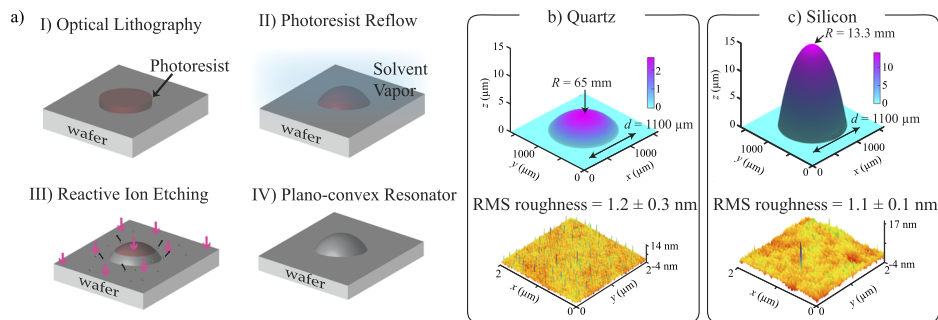 a)
I) Optical Lithography
Photoresist
wafer
II) Photoresist Reflow
Solvent
Vapor
wafer
III) Reactive Ion Etching
wafer
IV) Plano-convex Resonator
wafer
b) Quartz
15
10
5
0
z (µm)
R = 65 mm
2
1
0
d = 1100 µm
1000
y (µm)
0 0
1000
x (µm)
RMS roughness = 1.2 ± 0.3 nm
14 nm
-4 nm
2
x (µm)
0 0
y (µm)
2
c) Silicon
15
10
5
0
z (µm)
R = 13.3 mm
10
5
0
d = 1100 µm
1000
y (µm)
0 0
1000
x (µm)
RMS roughness = 1.1 ± 0.1 nm
17 nm
-4 nm
2
x (µm)
0 0
y (µm)
2